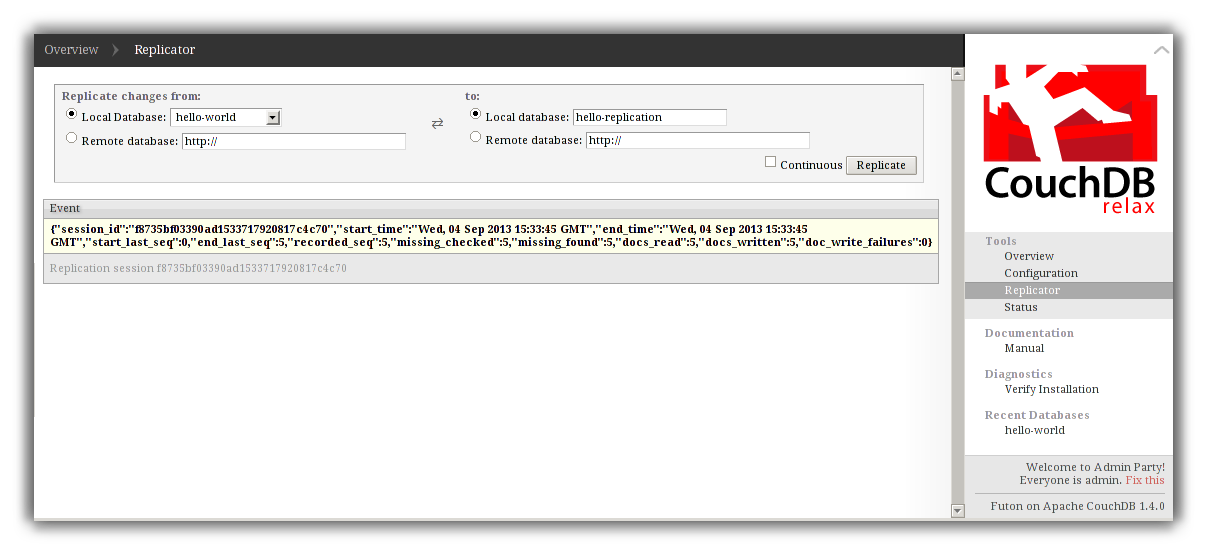 Overview Replicator
Replicate changes from: to:
Local Database: hello-world Local database: hello-replication
Remote database: http:// Remote database: http://
Continuous Replicate
Event
{"session_id":"f8735bf03390ad1533717920817c4c70","start_time":"Wed, 04 Sep 2013 15:33:45 GMT","end_time":"Wed, 04 Sep 2013 15:33:45
GMT","start_last_seq":0,"end_last_seq":5,"recorded_seq":5,"missing_checked":5,"missing_found":5,"docs_read":5,"docs_written":5,"doc_write_failures":0}
Replication session f8735bf03390ad1533717920817c4c70
CouchDB
relax
Tools
Overview
Configuration
Replicator
Status
Documentation
Manual
Diagnostics
Verify Installation
Recent Databases
hello-world
Welcome to Admin Party!
Everyone is admin. Fix this
Futon on Apache CouchDB 1.4.0